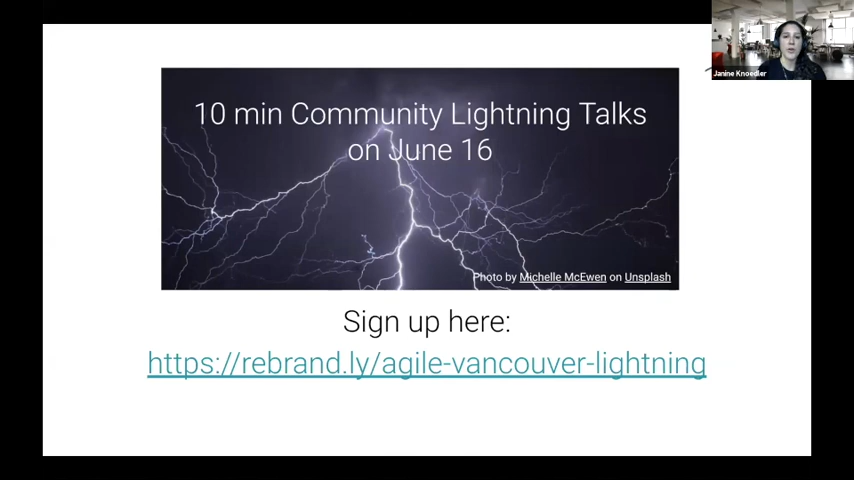 Janine Knoedler
10 min Community Lightning Talks
on June 16
Photo by Michelle McEwen on Unsplash
Sign up here:
https://rebrand.ly/agile-vancouver-lightning